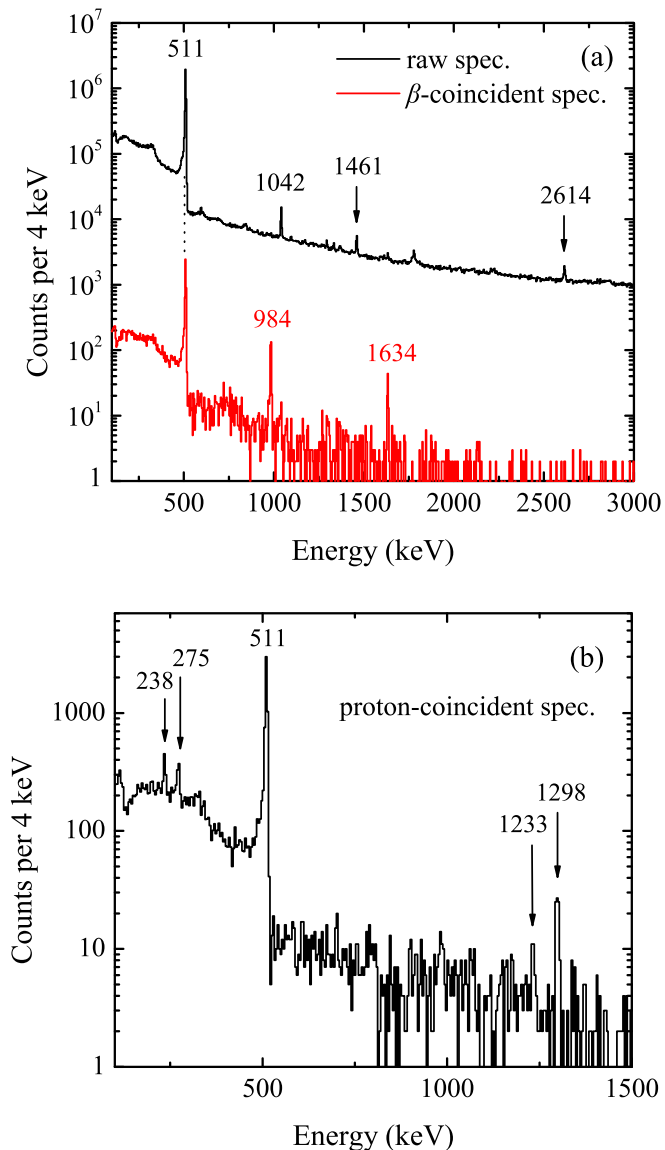 10^7
10^6
10^5
10^4
10^3
10^2
10^1
1
Counts per 4 keV
(a)
raw spec.
β-coincident spec.
511
1042
1461
2614
984
1634
500 1000 1500 2000 2500 3000
Energy (keV)
1000
100
10
1
Counts per 4 keV
(b)
proton-coincident spec.
238
275
511
1233
1298
500 1000 1500
Energy (keV)